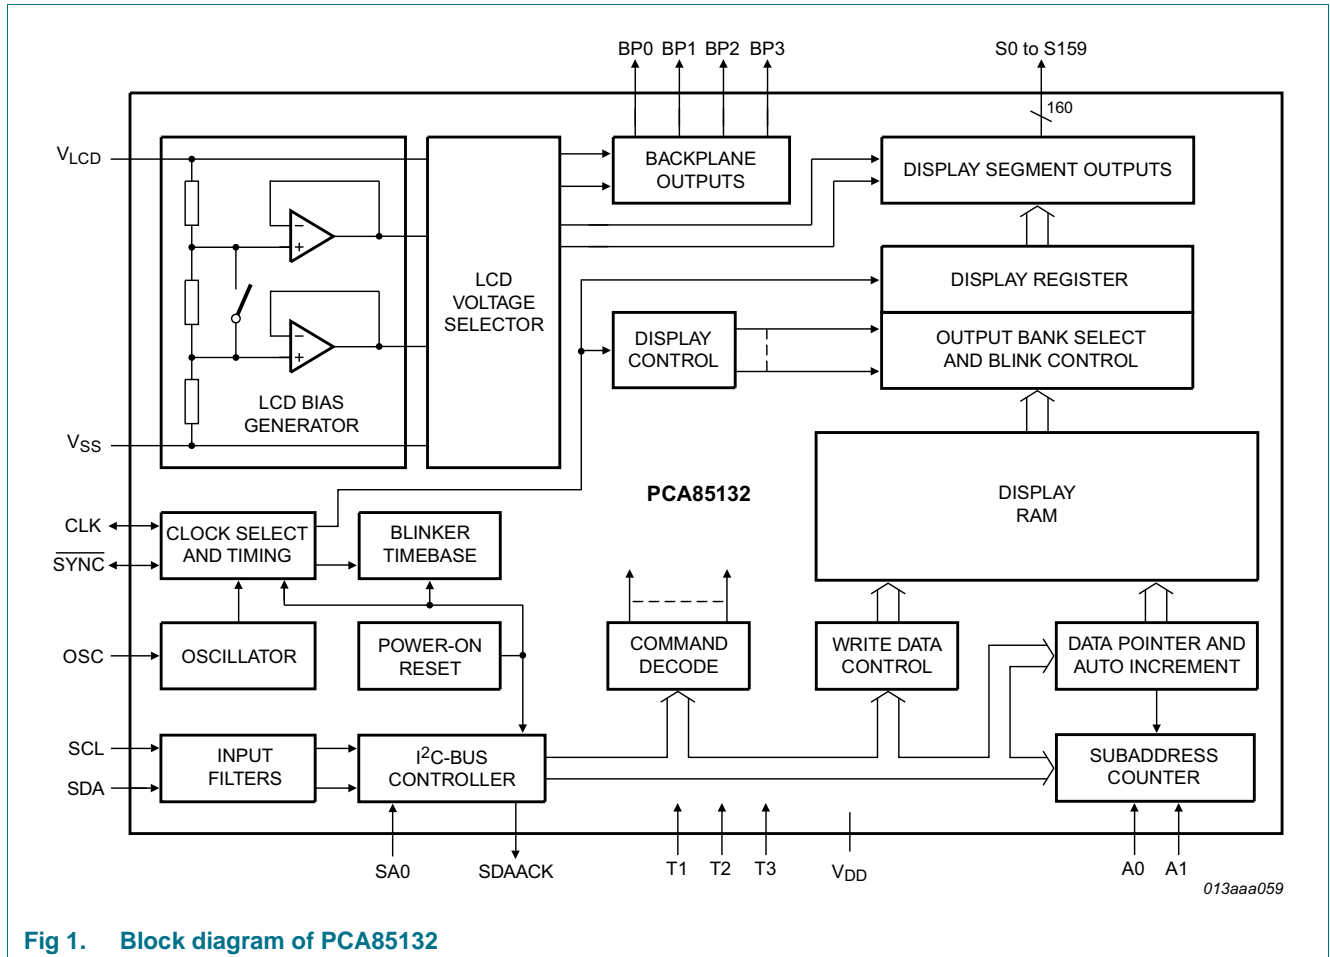 BP0 BP1 BP2 BP3
S0 to S159
160
VLCD
BACKPLANE
OUTPUTS
DISPLAY SEGMENT OUTPUTS
−
+
LCD
VOLTAGE
SELECTOR
DISPLAY REGISTER
−
+
DISPLAY
CONTROL
OUTPUT BANK SELECT
AND BLINK CONTROL
LCD BIAS
GENERATOR
VSS
PCA85132
DISPLAY
RAM
CLK
SYNC
CLOCK SELECT
AND TIMING
BLINKER
TIMEBASE
OSC
OSCILLATOR
POWER-ON
RESET
COMMAND
DECODE
WRITE DATA
CONTROL
DATA POINTER AND
AUTO INCREMENT
SCL
SDA
INPUT
FILTERS
I2C-BUS
CONTROLLER
SUBADDRESS
COUNTER
SA0
SDAACK
T1
T2
T3
VDD
A0
A1
013aaa059
Fig 1. Block diagram of PCA85132